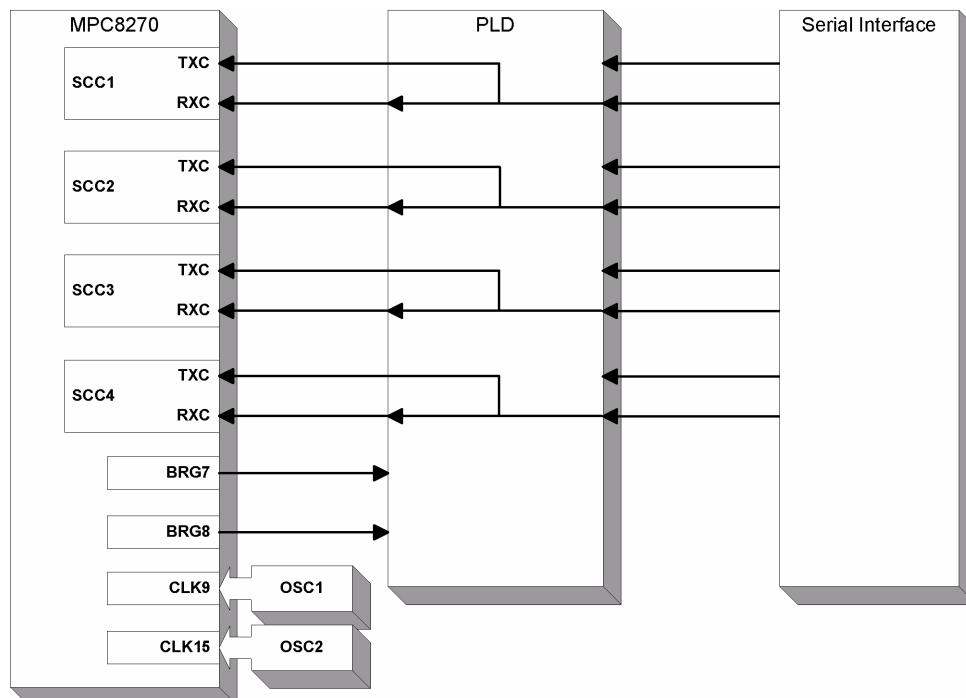 MPC8270
PLD
Serial Interface
SCC1
TXC
RXC
SCC2
TXC
RXC
SCC3
TXC
RXC
SCC4
TXC
RXC
BRG7
BRG8
CLK9
OSC1
CLK15
OSC2